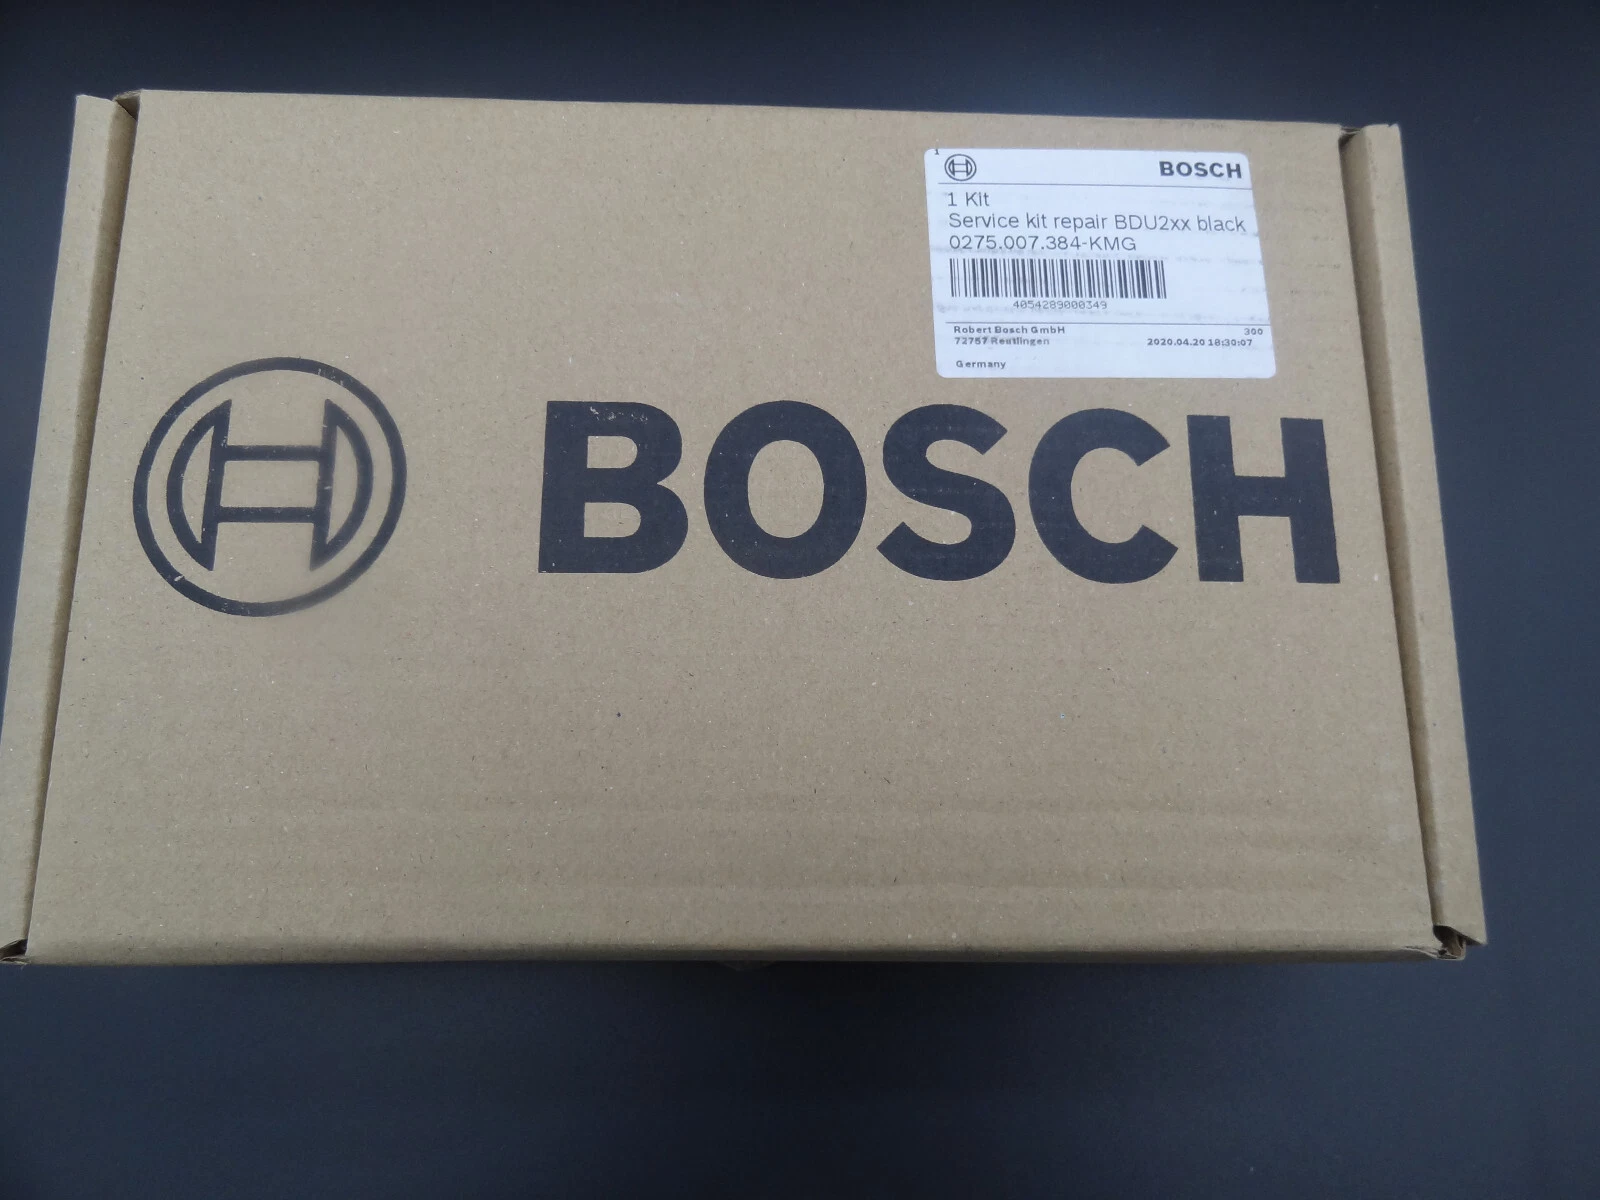 1
BOSCH
1 Kit
Service kit repair BDU2xx black
0275.007.384-KMG
4054289000349
Robert Bosch GmbH 300
72757 Reutlingen 2020.04.20 18:30:07
Germany
BOSCH